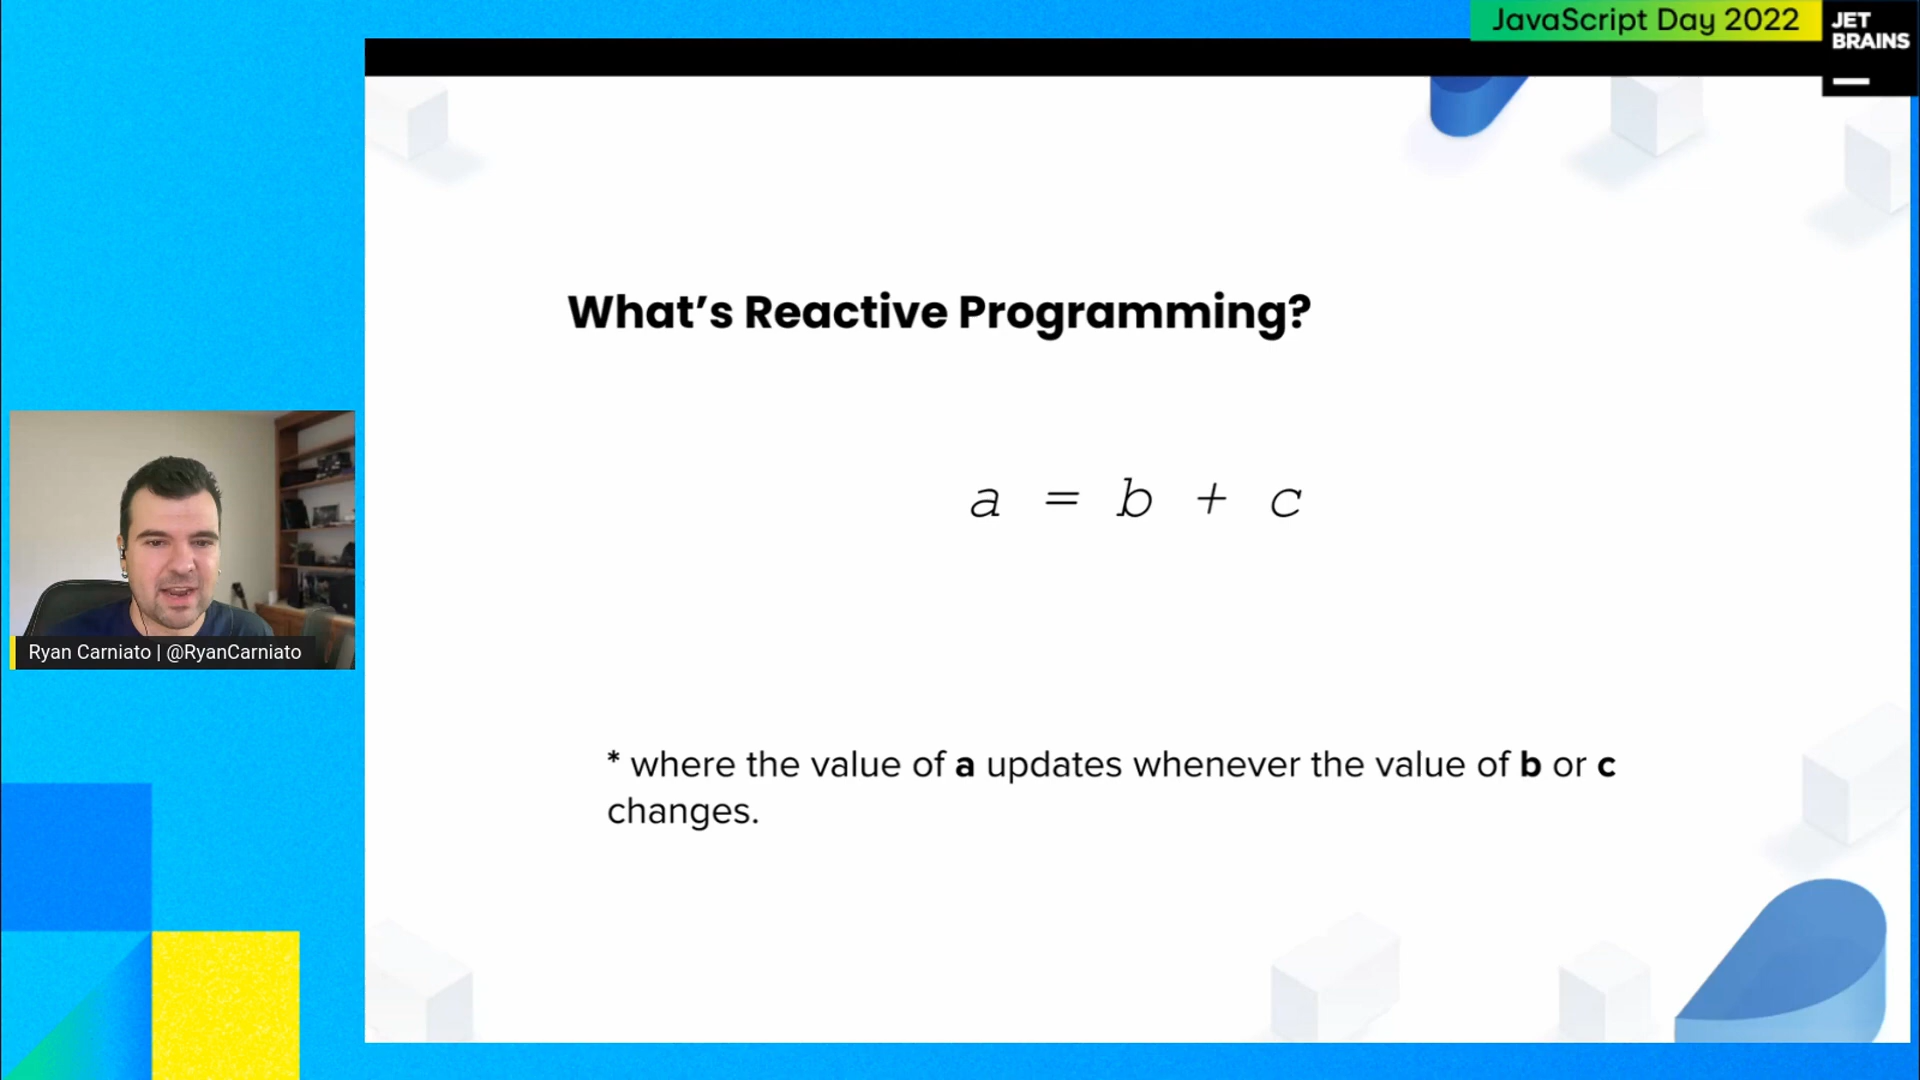 JavaScript Day 2022
JET
BRAINS
What’s Reactive Programming?
a = b + c
* where the value of a updates whenever the value of b or c
changes.
Ryan Carniato | @RyanCarniato